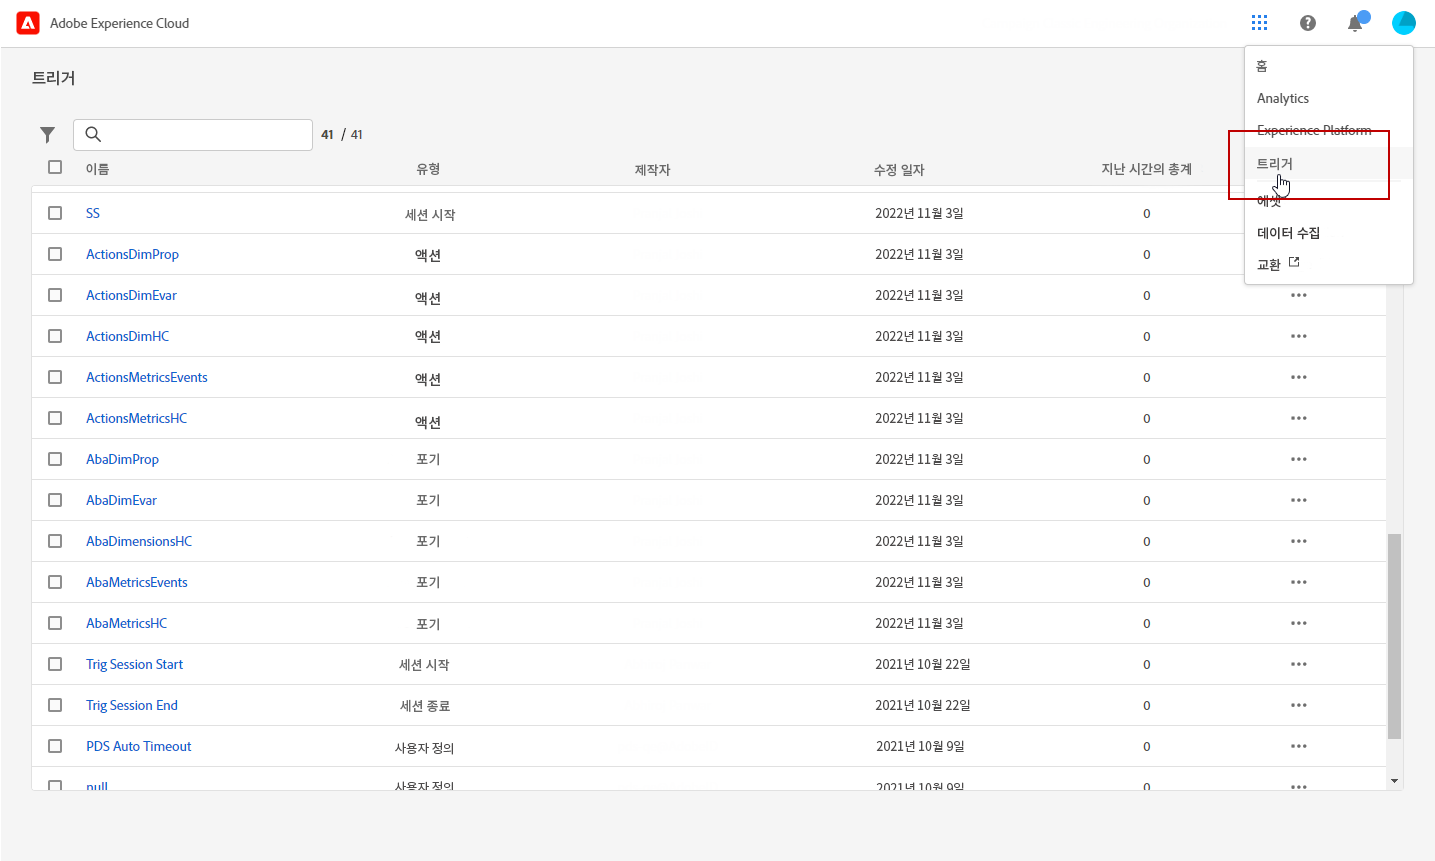 Adobe Experience Cloud
트리거
홈
Analytics
Experience Platform
트리거
에셋
데이터 수집
교환
41 / 41
이름 유형 제작자 수정 일자 지난 시간의 총계
SS 세션 시작 2022년 11월 3일 0
ActionsDimProp 액션 2022년 11월 3일 0
ActionsDimEvar 액션 2022년 11월 3일 0
ActionsDimHC 액션 2022년 11월 3일 0
ActionsMetricsEvents 액션 2022년 11월 3일 0
ActionsMetricsHC 액션 2022년 11월 3일 0
AbaDimProp 포기 2022년 11월 3일 0
AbaDimEvar 포기 2022년 11월 3일 0
AbaDimensionsHC 포기 2022년 11월 3일 0
AbaMetricsEvents 포기 2022년 11월 3일 0
AbaMetricsHC 포기 2022년 11월 3일 0
Trig Session Start 세션 시작 2021년 10월 22일 0
Trig Session End 세션 종료 2021년 10월 22일 0
PDS Auto Timeout 사용자 정의 2021년 10월 9일 0
null 사용자 정의 2021년 10월 9일 0